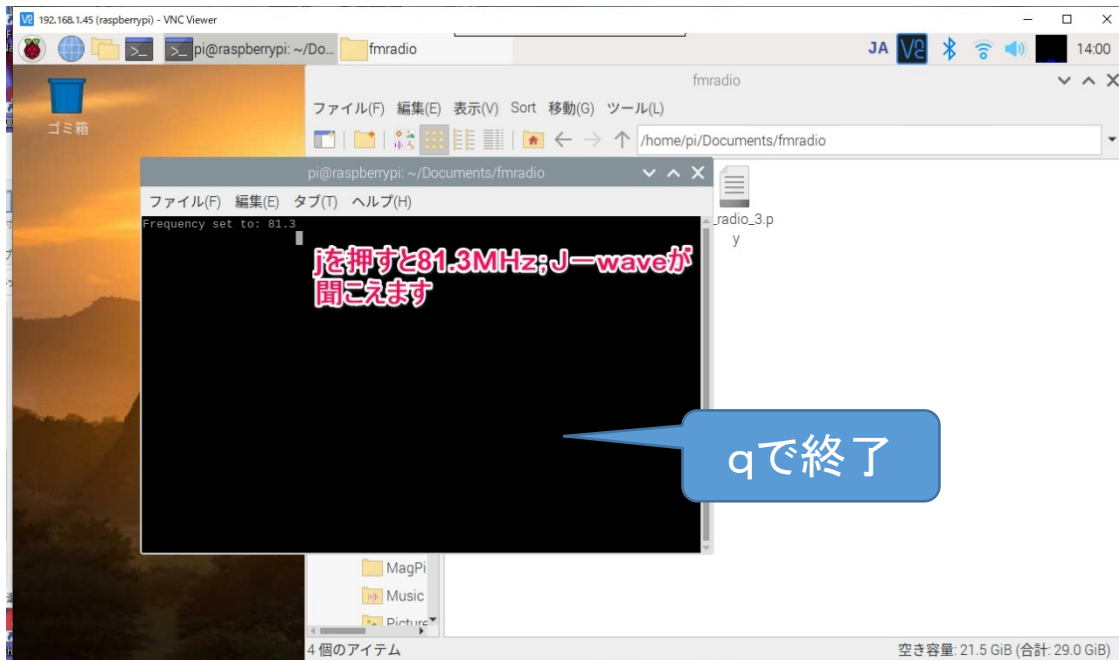 192.168.1.45 (raspberrypi) - VNC Viewer
pi@raspberrypi: ~/Do...
fmradio
JA
14:00
fmradio
ゴミ箱
ファイル(F) 編集(E) 表示(V) Sort 移動(G) ツール(L)
/home/pi/Documents/fmradio
pi@raspberrypi: ~/Documents/fmradio
ファイル(F) 編集(E) タブ(T) ヘルプ(H)
_radio_3.p
y
Frequency set to: 81.3
jを押すと81.3MHz;J－waveが
聞こえます
qで終了
MagPi
Music
Picture
4 個のアイテム
空き容量: 21.5 GiB (合計: 29.0 GiB)